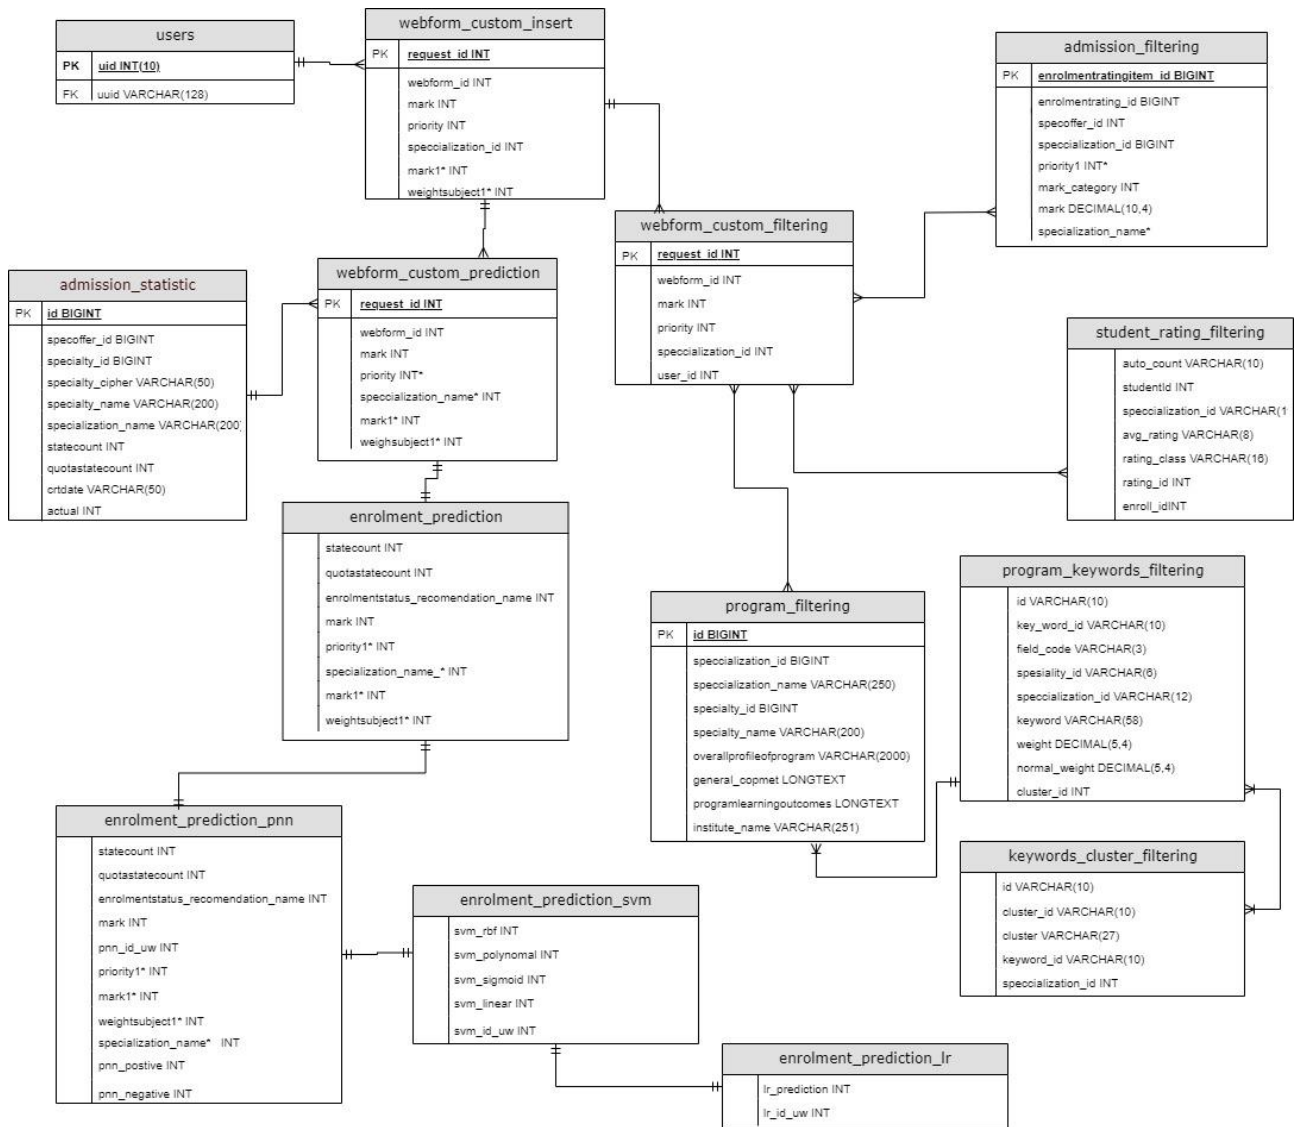 users
PK uid INT(10)
FK uuid VARCHAR(128)
webform_custom_insert
PK request_id INT
webform_id INT
mark INT
priority INT
speccialization_id INT
mark1* INT
weightsubject1* INT
admission_filtering
PK enrolmentratingitem_id BIGINT
enrolmentrating_id BIGINT
specoffer_id INT
speccialization_id BIGINT
priority1 INT*
mark_category INT
mark DECIMAL(10,4)
specialization_name*
webform_custom_filtering
PK request_id INT
webform_id INT
mark INT
priority INT
speccialization_id INT
user_id INT
admission_statistic
PK id BIGINT
specoffer_id BIGINT
specialty_id BIGINT
specialty_cipher VARCHAR(50)
specialty_name VARCHAR(200)
specialization_name VARCHAR(200)
statecount INT
quotastatecount INT
crtdate VARCHAR(50)
actual INT
webform_custom_prediction
PK request_id INT
webform_id INT
mark INT
priority INT*
speccialization_name* INT
mark1* INT
weighsubject1* INT
student_rating_filtering
auto_count VARCHAR(10)
studentId INT
speccialization_id VARCHAR(1
avg_rating VARCHAR(8)
rating_class VARCHAR(16)
rating_id INT
enroll_idINT
enrolment_prediction
statecount INT
quotastatecount INT
enrolmentstatus_recomendation_name INT
mark INT
priority1* INT
specialization_name_* INT
mark1* INT
weightsubject1* INT
program_filtering
PK id BIGINT
speccialization_id BIGINT
speccialization_name VARCHAR(250)
specialty_id BIGINT
specialty_name VARCHAR(200)
overallprofileofprogram VARCHAR(2000)
general_copmet LONGTEXT
programlearningoutcomes LONGTEXT
institute_name VARCHAR(251)
program_keywords_filtering
id VARCHAR(10)
key_word_id VARCHAR(10)
field_code VARCHAR(3)
spesiality_id VARCHAR(6)
speccialization_id VARCHAR(12)
keyword VARCHAR(58)
weight DECIMAL(5,4)
normal_weight DECIMAL(5,4)
cluster_id INT
keywords_cluster_filtering
id VARCHAR(10)
cluster_id VARCHAR(10)
cluster VARCHAR(27)
keyword_id VARCHAR(10)
speccialization_id INT
enrolment_prediction_pnn
statecount INT
quotastatecount INT
enrolmentstatus_recomendation_name INT
mark INT
pnn_id_uw INT
priority1* INT
mark1* INT
weightsubject1* INT
specialization_name* INT
pnn_postive INT
pnn_negative INT
enrolment_prediction_svm
svm_rbf INT
svm_polynomal INT
svm_sigmoid INT
svm_linear INT
svm_id_uw INT
enrolment_prediction_lr
lr_prediction INT
lr_id_uw INT